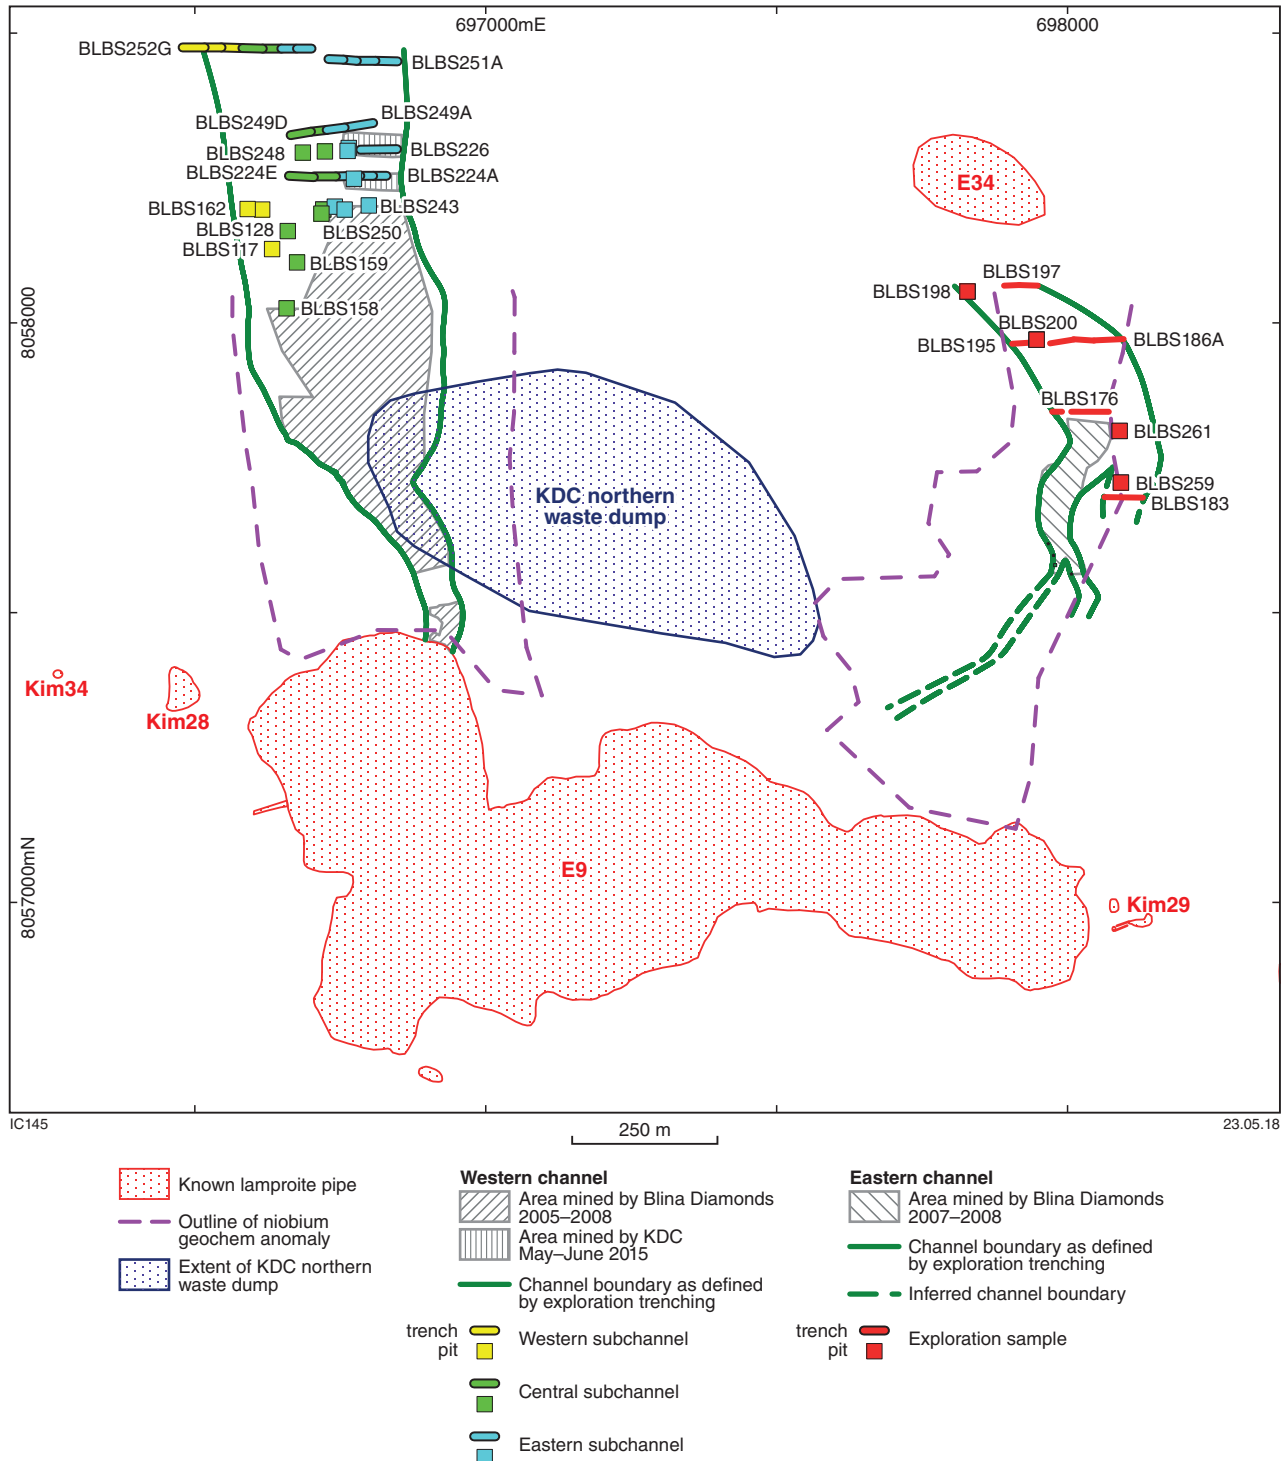 697000mE
698000
BLBS252G
BLBS251A
BLBS249A
BLBS249D
BLBS248
BLBS226
BLBS224E
BLBS224A
BLBS162
BLBS243
BLBS128
BLBS250
BLBS117
BLBS159
BLBS158
E34
BLBS197
BLBS198
BLBS200
BLBS195
BLBS186A
BLBS176
BLBS261
BLBS259
BLBS183
8058000
KDC northern
waste dump
Kim34
Kim28
E9
Kim29
8057000mN
IC145
23.05.18
250 m
Known lamproite pipe
Outline of niobium
geochem anomaly
Extent of KDC northern
waste dump
Western channel
Area mined by Blina Diamonds
2005–2008
Area mined by KDC
May–June 2015
Channel boundary as defined
by exploration trenching
trench
pit
Western subchannel
Central subchannel
Eastern subchannel
Eastern channel
Area mined by Blina Diamonds
2007–2008
Channel boundary as defined
by exploration trenching
Inferred channel boundary
trench
pit
Exploration sample